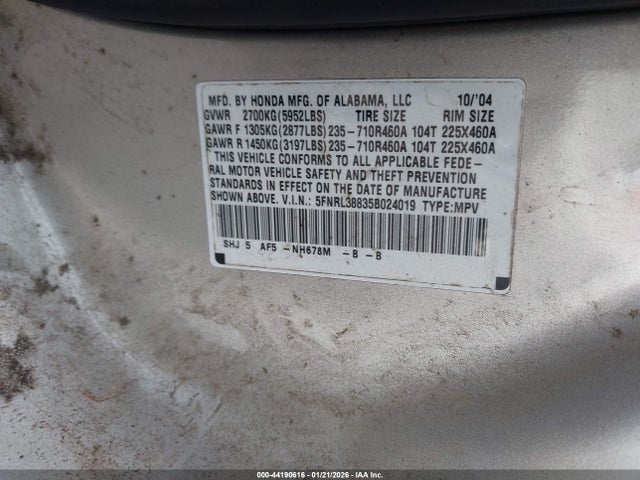 MFD. BY HONDA MFG. OF ALABAMA, LLC 10/'04
GVWR 2700KG(5952LBS) TIRE SIZE RIM SIZE
GAWR F 1305KG(2877LBS)235-710R460A 104T 225X460A
GAWR R 1450KG(3197LBS)235-710R460A 104T 225X460A
THIS VEHICLE CONFORMS TO ALL APPLICABLE FEDE-
RAL MOTOR VEHICLE SAFETY AND THEFT PREVENTION
STANDARDS IN EFFECT ON THE DATE OF MANUFACTURE
SHOWN ABOVE. V.I.N.: 5FNRL38835B024019 TYPE:MPV
SHJ 5 AF5 -NH678M -B -B
00-44190616 - 01/21/2026 - IAA Inc.